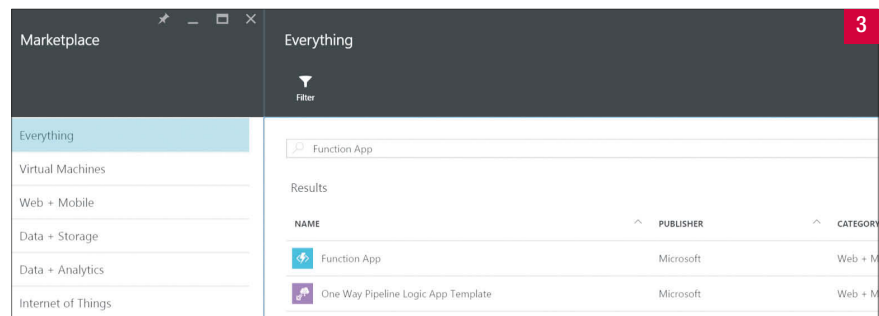 Marketplace
Everything
3
Filter
Everything
Virtual Machines
Web + Mobile
Data + Storage
Data + Analytics
Internet of Things
Function App
Results
NAME PUBLISHER CATEGORY
Function App Microsoft Web + M
One Way Pipeline Logic App Template Microsoft Web + M